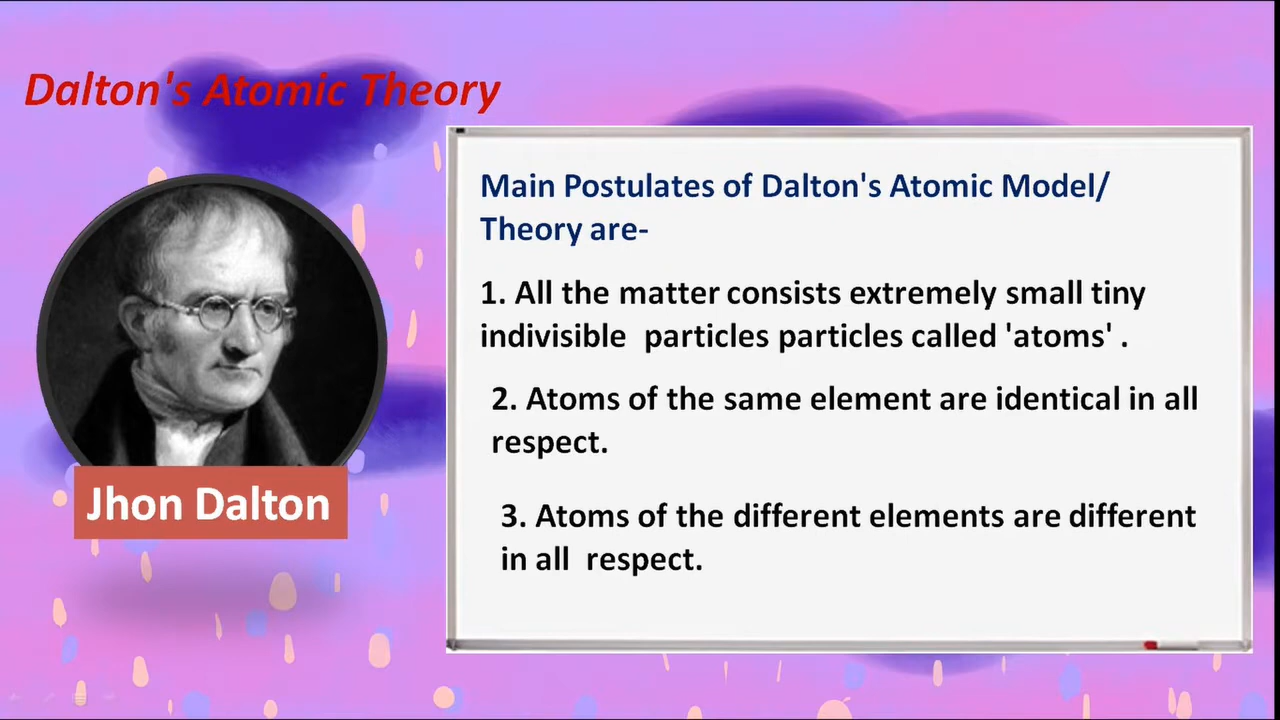 Dalton's Atomic Theory
Main Postulates of Dalton's Atomic Model/
Theory are-
1. All the matter consists extremely small tiny
indivisible particles particles called 'atoms' .
2. Atoms of the same element are identical in all
respect.
3. Atoms of the different elements are different
in all respect.
Jhon Dalton